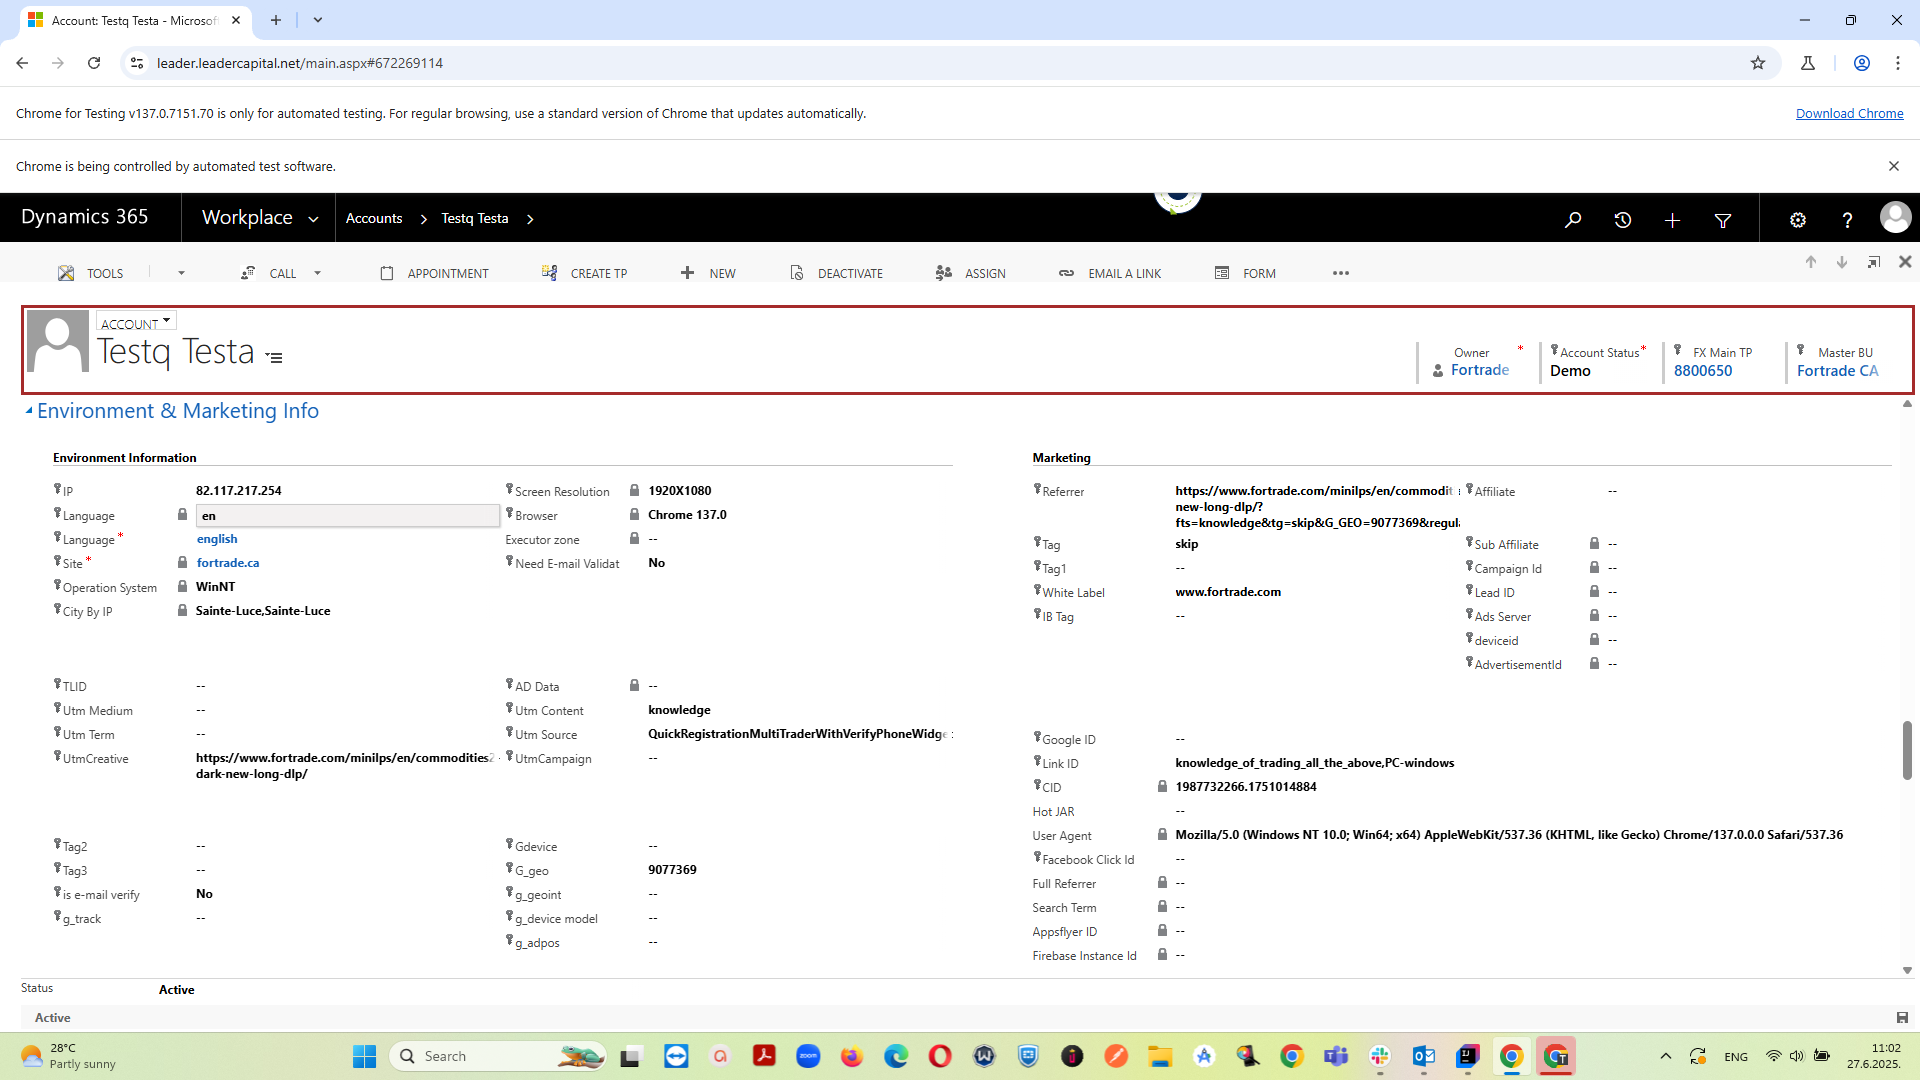 Account: Testq Testa - Microsof
leader.leadercapital.net/main.aspx#672269114
Chrome for Testing v137.0.7151.70 is only for automated testing. For regular browsing, use a standard version of Chrome that updates automatically.
Download Chrome
Chrome is being controlled by automated test software.
Dynamics 365
Workplace
Accounts
Testq Testa
TOOLS
CALL
APPOINTMENT
CREATE TP
NEW
DEACTIVATE
ASSIGN
EMAIL A LINK
FORM
ACCOUNT
Testq Testa
Owner *
Fortrade
Account Status *
Demo
FX Main TP
8800650
Master BU
Fortrade CA
Environment & Marketing Info
Environment Information
IP 82.117.217.254
Language en
Language * english
Site * fortrade.ca
Operation System WinNT
City By IP Sainte-Luce,Sainte-Luce
Screen Resolution 1920X1080
Browser Chrome 137.0
Executor zone --
Need E-mail Validat No
TLID --
Utm Medium --
Utm Term --
UtmCreative https://www.fortrade.com/minilps/en/commodities2-
dark-new-long-dlp/
AD Data --
Utm Content knowledge
Utm Source QuickRegistrationMultiTraderWithVerifyPhoneWidge
UtmCampaign --
Tag2 --
Tag3 --
is e-mail verify No
g_track --
Gdevice --
G_geo 9077369
g_geoint --
g_device model --
g_adpos --
Marketing
Referrer https://www.fortrade.com/minilps/en/commodit
new-long-dlp/?
fts=knowledge&tg=skip&G_GEO=9077369&regul
Tag skip
Tag1 --
White Label www.fortrade.com
IB Tag --
Affiliate --
Sub Affiliate --
Campaign Id --
Lead ID --
Ads Server --
deviceid --
AdvertisementId --
Google ID --
Link ID knowledge_of_trading_all_the_above,PC-windows
CID 1987732266.1751014884
Hot JAR --
User Agent Mozilla/5.0 (Windows NT 10.0; Win64; x64) AppleWebKit/537.36 (KHTML, like Gecko) Chrome/137.0.0.0 Safari/537.36
Facebook Click Id --
Full Referrer --
Search Term --
Appsflyer ID --
Firebase Instance Id --
Status Active
Active
28°C
Partly sunny
Search
zoom
ENG
11:02
27.6.2025.